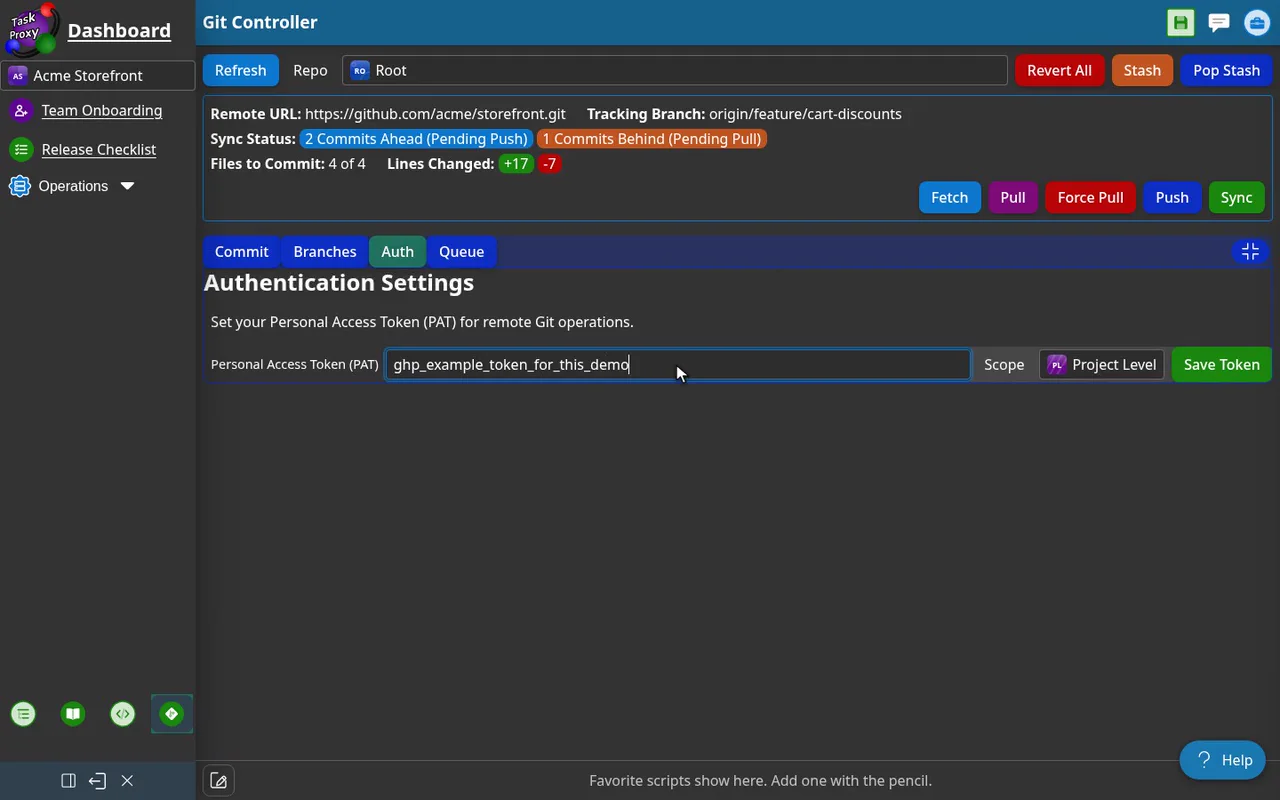 Task
Proxy
Dashboard
AS Acme Storefront
Team Onboarding
Release Checklist
Operations
Git Controller
Refresh Repo RO Root Revert All Stash Pop Stash
Remote URL: https://github.com/acme/storefront.git Tracking Branch: origin/feature/cart-discounts
Sync Status: 2 Commits Ahead (Pending Push) 1 Commits Behind (Pending Pull)
Files to Commit: 4 of 4 Lines Changed: +17 -7
Fetch Pull Force Pull Push Sync
Commit Branches Auth Queue
Authentication Settings
Set your Personal Access Token (PAT) for remote Git operations.
Personal Access Token (PAT) ghp_example_token_for_this_demo Scope PL Project Level Save Token
Favorite scripts show here. Add one with the pencil.
? Help